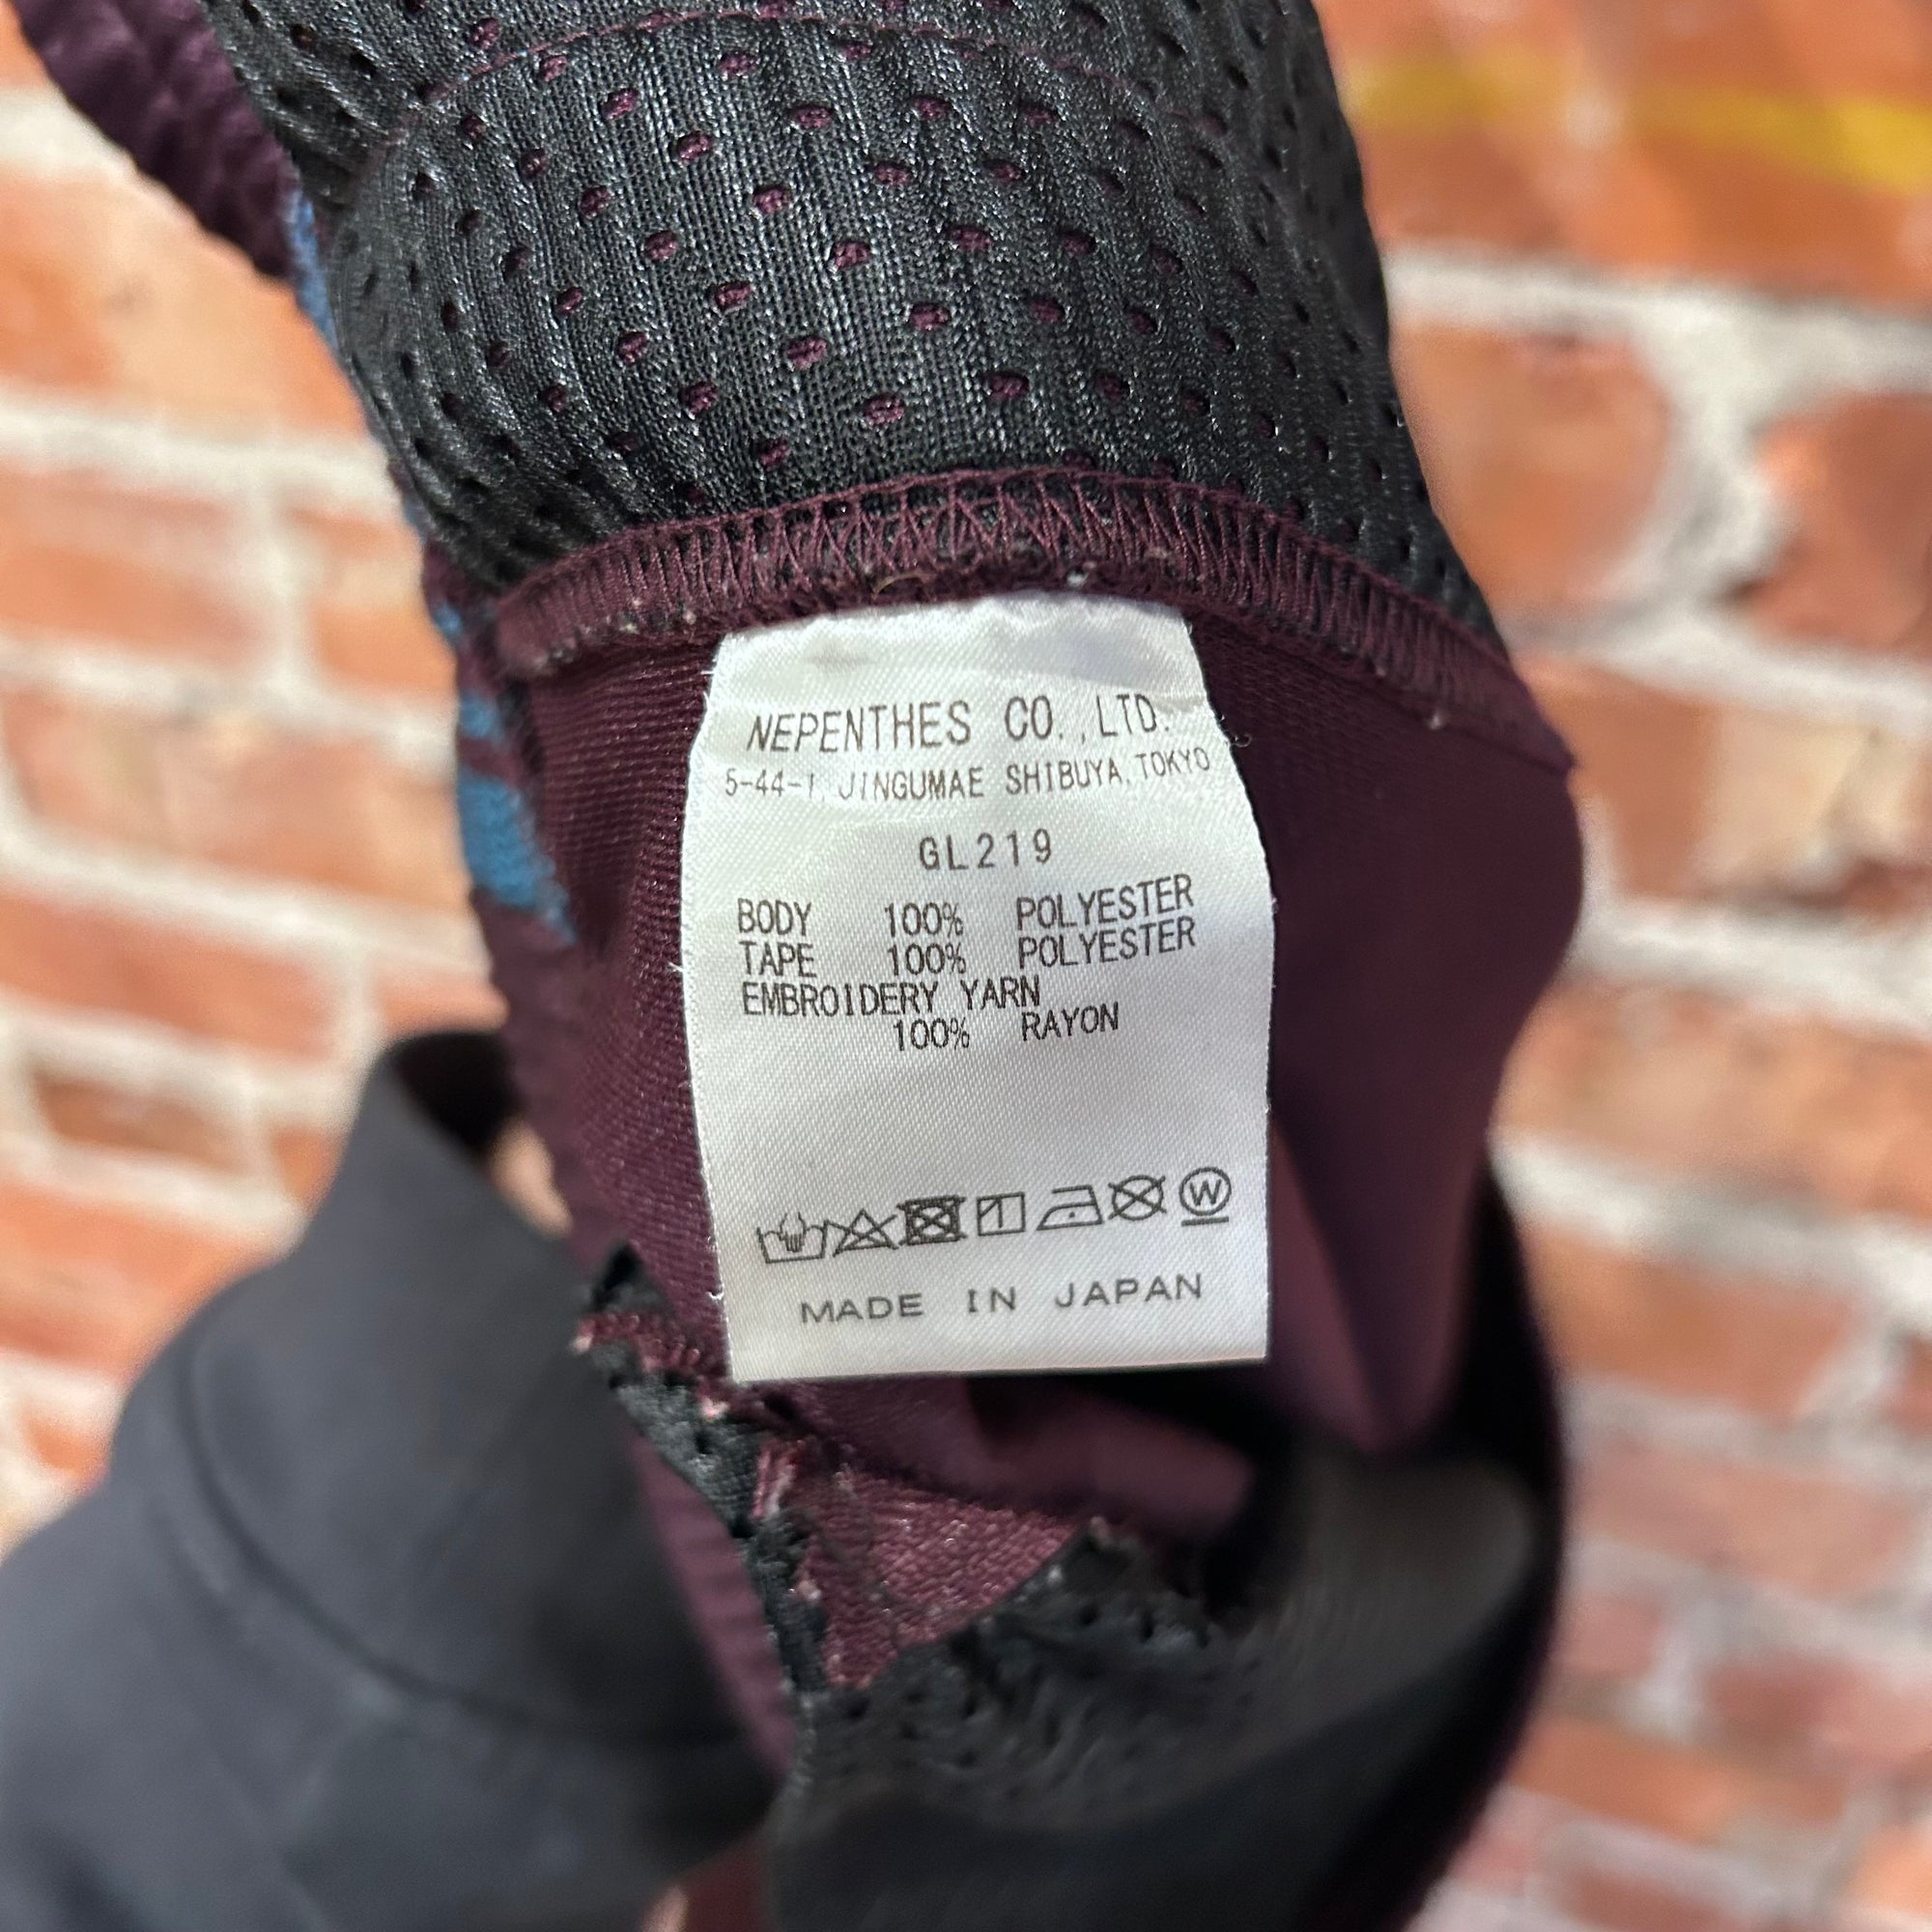 NEPENTHES CO.,LTD.
5-44-1, JINGUMAE SHIBUYA, TOKYO
GL219
BODY 100% POLYESTER
TAPE 100% POLYESTER
EMBROIDERY YARN
100% RAYON
W
MADE IN JAPAN